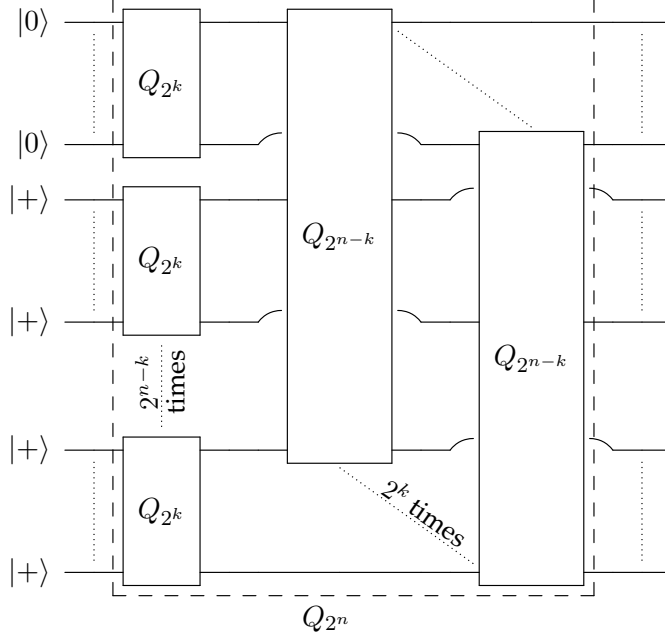 |0⟩
Q_{2^k}
|0⟩
|+⟩
Q_{2^k}
Q_{2^{n-k}}
|+⟩
Q_{2^{n-k}}
2^{n-k}
times
|+⟩
Q_{2^k}
2^k times
|+⟩
Q_{2^n}